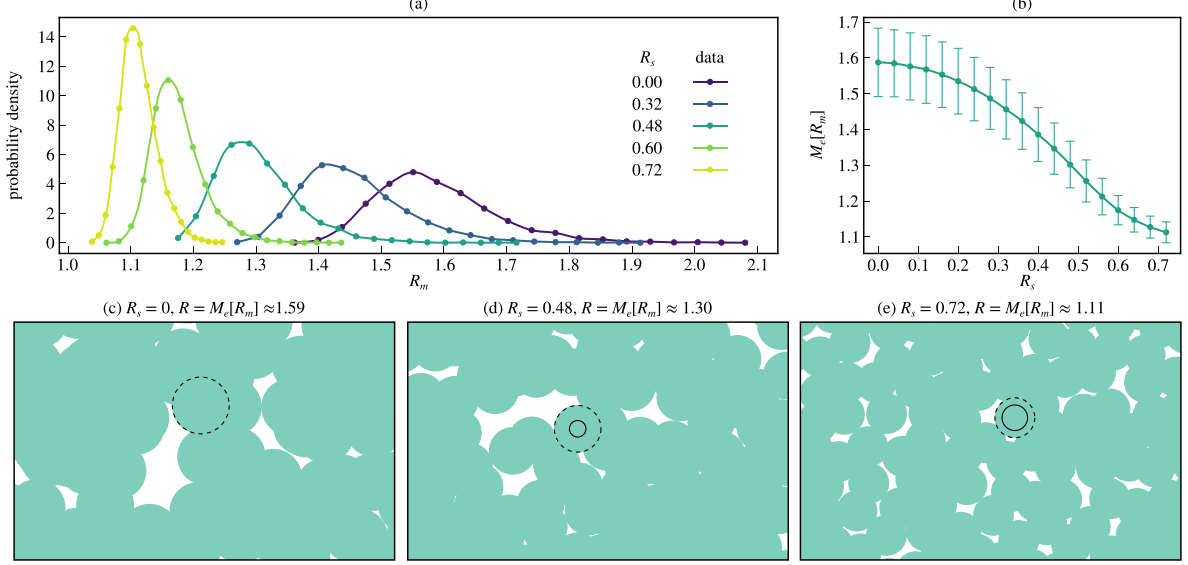 (a)
probability density
14
12
10
8
6
4
2
0
1.0 1.1 1.2 1.3 1.4 1.5 1.6 1.7 1.8 1.9 2.0 2.1
R_m
R_s data
0.00
0.32
0.48
0.60
0.72
(b)
M_e[R_m]
1.7
1.6
1.5
1.4
1.3
1.2
1.1
0.0 0.1 0.2 0.3 0.4 0.5 0.6 0.7
R_s
(c) R_s = 0, R = M_e[R_m] ≈1.59
(d) R_s = 0.48, R = M_e[R_m] ≈ 1.30
(e) R_s = 0.72, R = M_e[R_m] ≈ 1.11